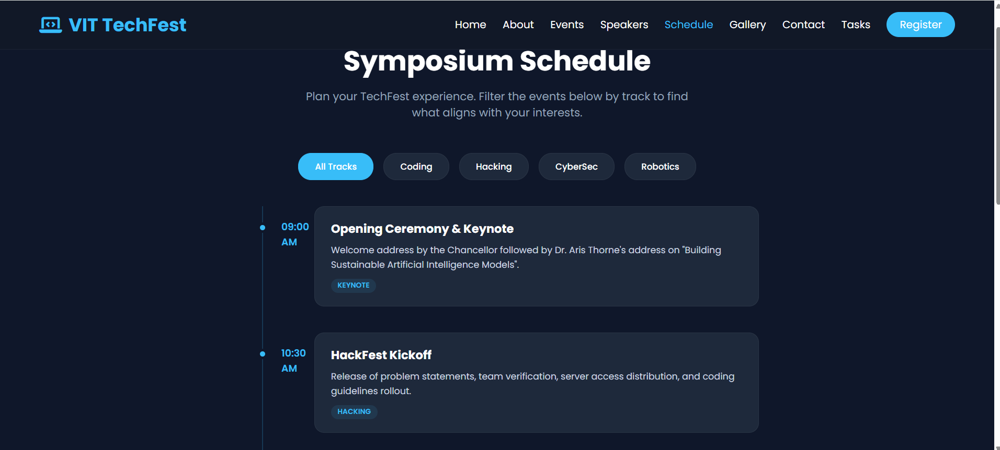 VIT TechFest
Home About Events Speakers Schedule Gallery Contact Tasks Register
Symposium Schedule
Plan your TechFest experience. Filter the events below by track to find
what aligns with your interests.
All Tracks Coding Hacking CyberSec Robotics
09:00
AM
Opening Ceremony & Keynote
Welcome address by the Chancellor followed by Dr. Aris Thorne's address on "Building
Sustainable Artificial Intelligence Models".
KEYNOTE
10:30
AM
HackFest Kickoff
Release of problem statements, team verification, server access distribution, and coding
guidelines rollout.
HACKING